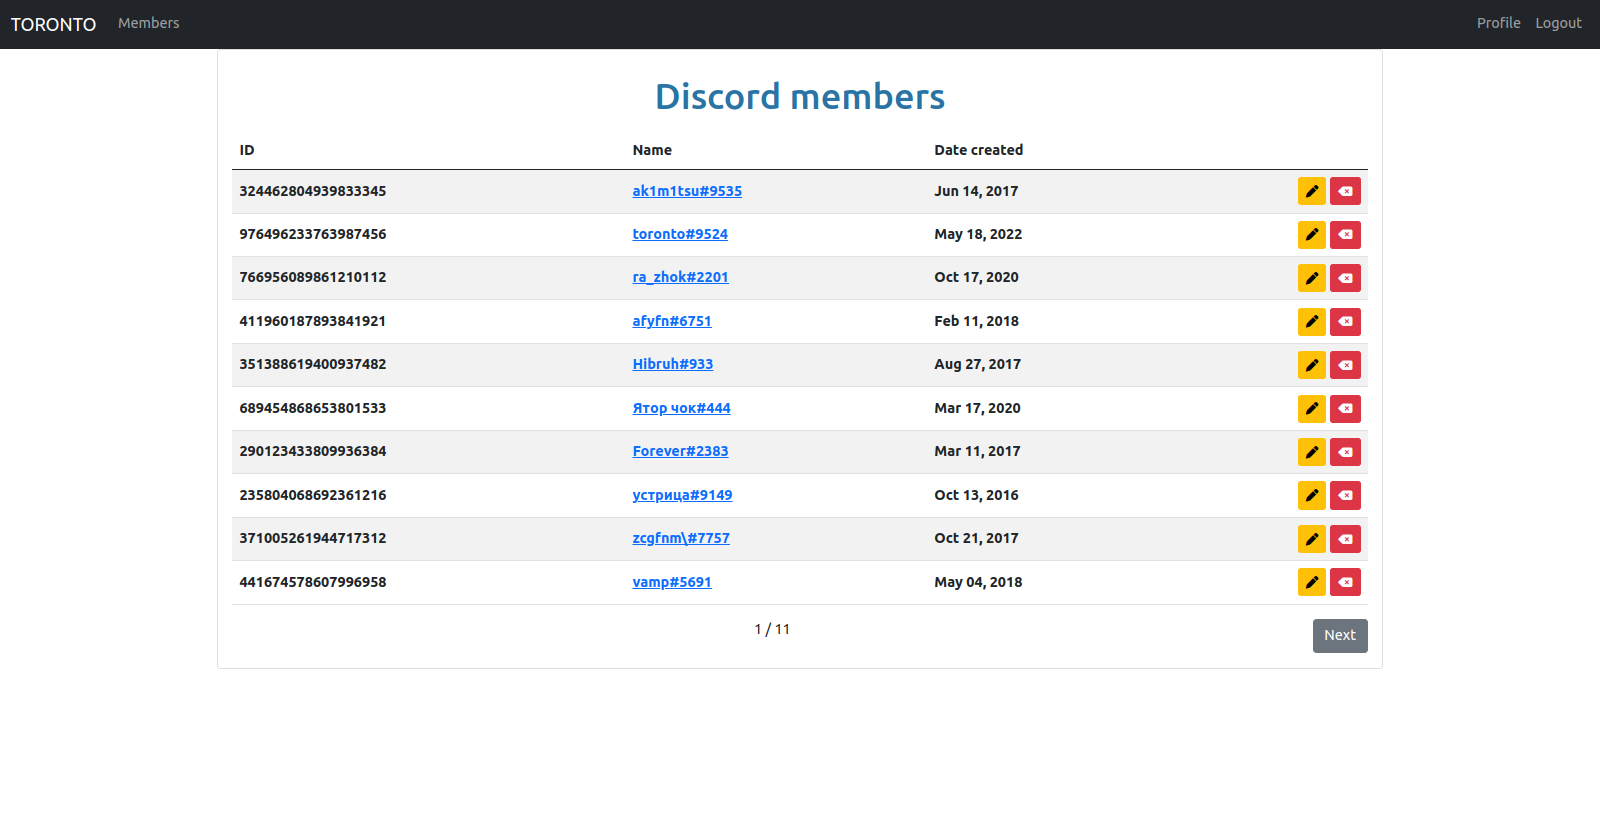 TORONTO Members Profile Logout
Discord members
ID Name Date created
324462804939833345 ak1m1tsu#9535 Jun 14, 2017
976496233763987456 toronto#9524 May 18, 2022
766956089861210112 ra_zhok#2201 Oct 17, 2020
411960187893841921 afyfn#6751 Feb 11, 2018
351388619400937482 Hibruh#933 Aug 27, 2017
689454868653801533 Ятор чок#444 Mar 17, 2020
290123433809936384 Forever#2383 Mar 11, 2017
235804068692361216 устрица#9149 Oct 13, 2016
371005261944717312 zcgfnm\#7757 Oct 21, 2017
441674578607996958 vamp#5691 May 04, 2018
1 / 11 Next